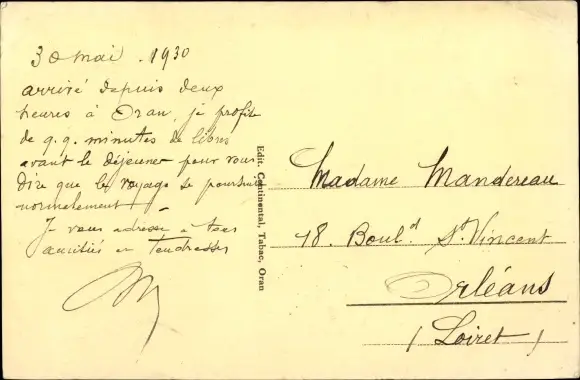 30 mai . 1930
arrivé depuis deux
heures à Oran, je profite
de q.q. minutes de libres
avant le déjeuner pour vous
dire que le voyage se poursuit
normalement !
Je vous adresse à tous
amitiés et Tendresses
Edit. Continental, Tabac, Oran
Madame Mandereau
18. Boul.d St. Vincent
Orléans
(Loiret)